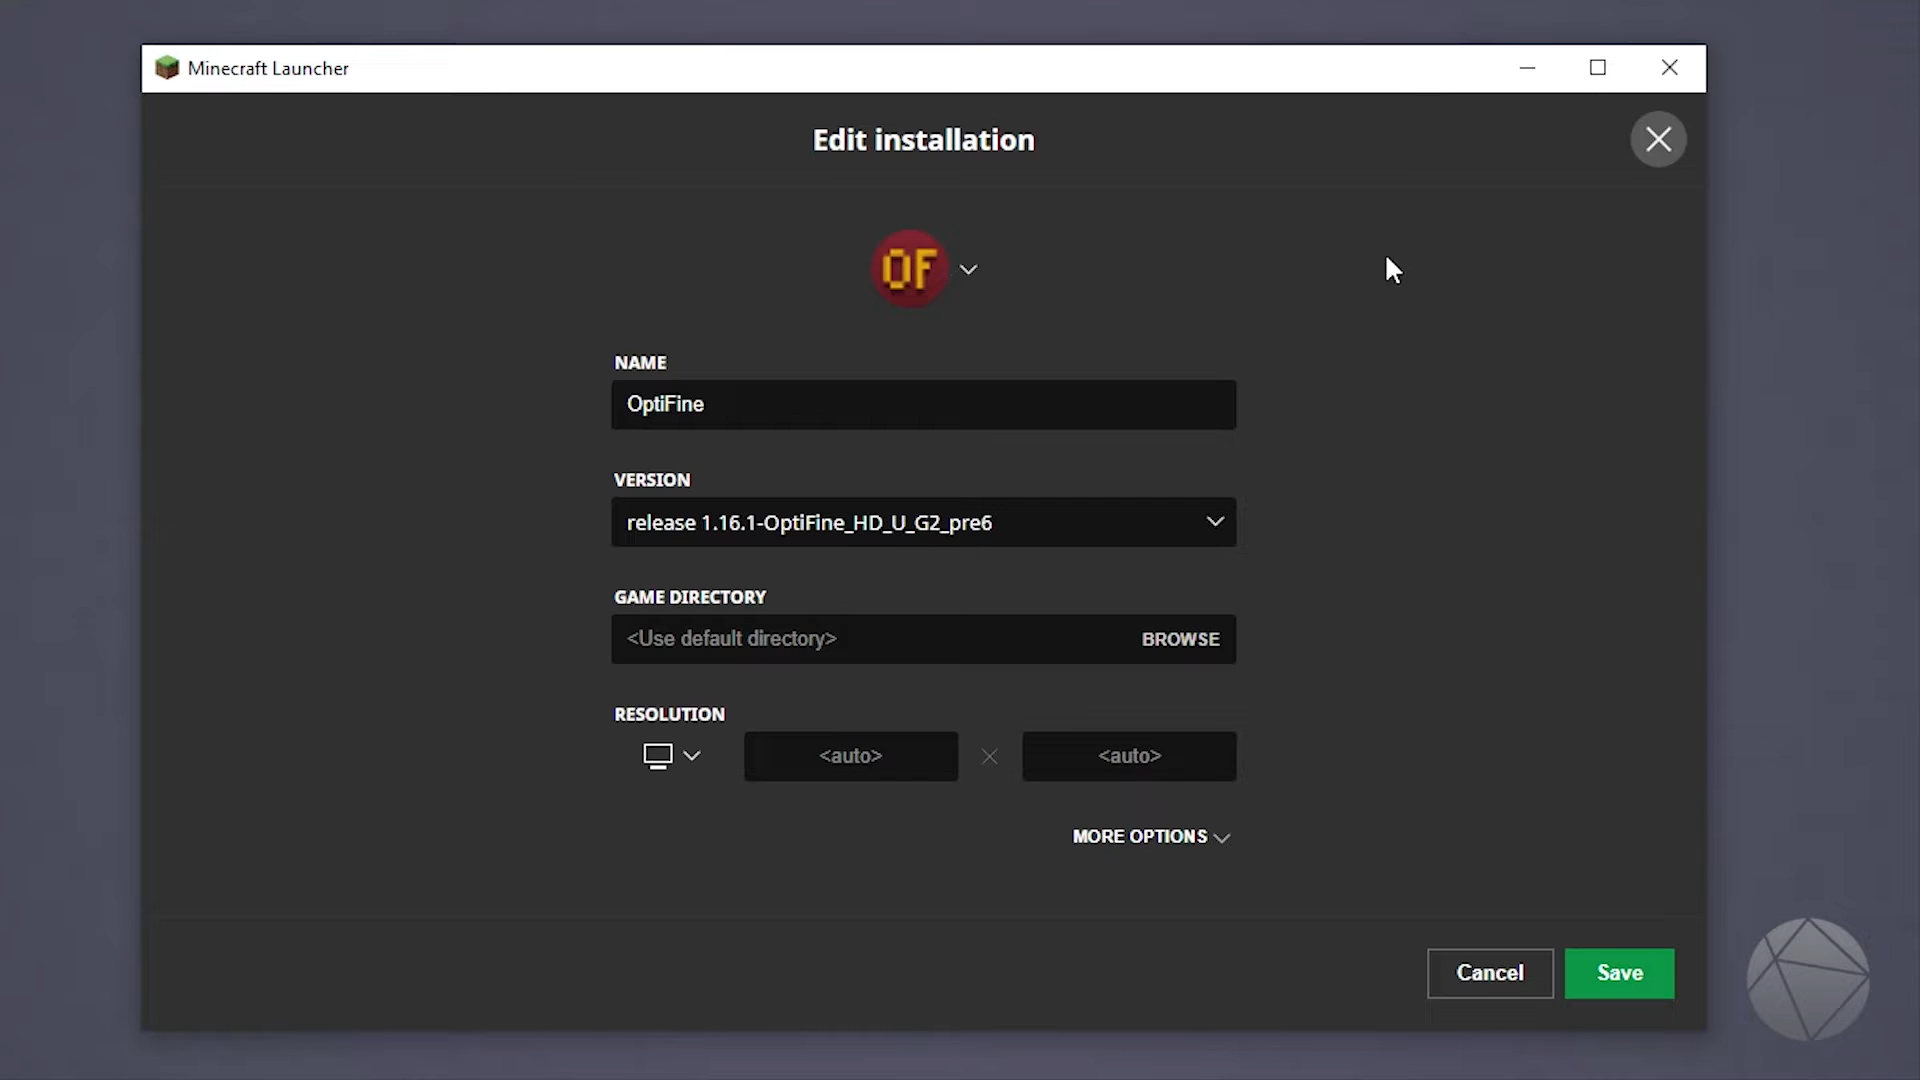 Minecraft Launcher
Edit installation
OF
NAME
OptiFine
VERSION
release 1.16.1-OptiFine_HD_U_G2_pre6
GAME DIRECTORY
<Use default directory> BROWSE
RESOLUTION
<auto> <auto>
MORE OPTIONS
Cancel Save